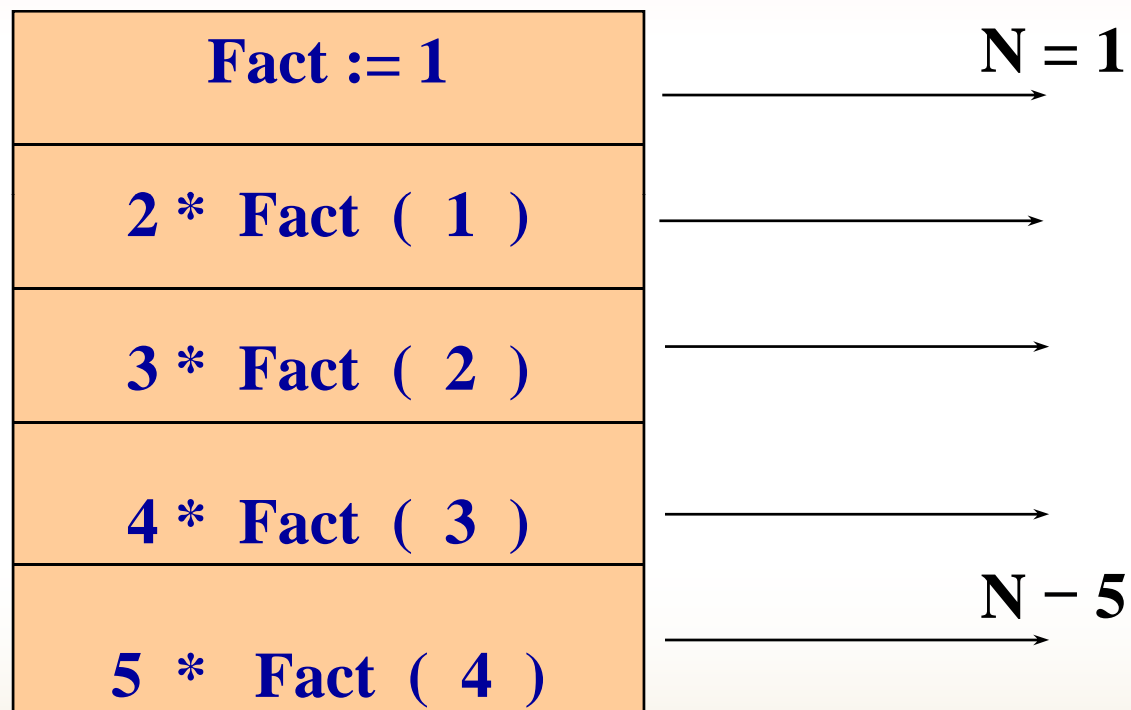 Fact := 1
N = 1
2 * Fact ( 1 )
3 * Fact ( 2 )
4 * Fact ( 3 )
N − 5
5 * Fact ( 4 )